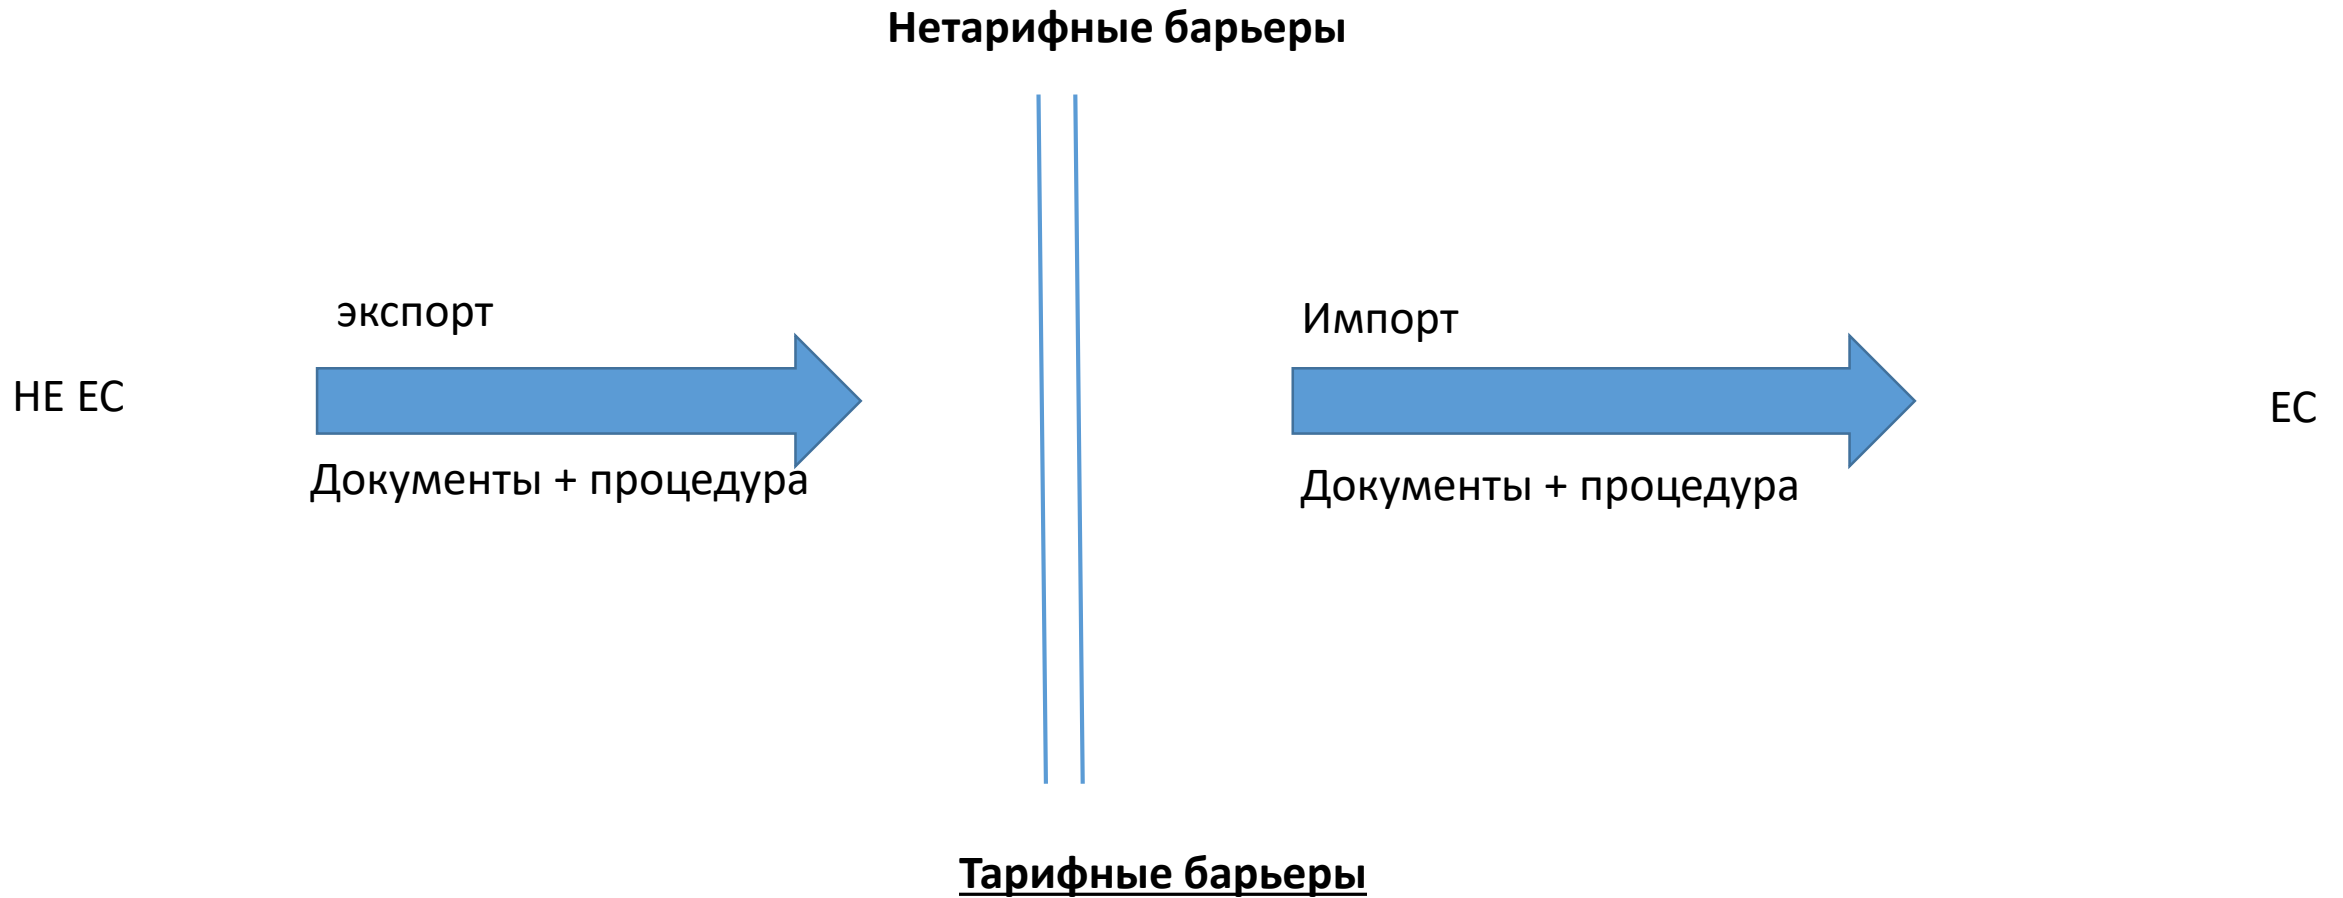 Нетарифные барьеры
экспорт
Импорт
НЕ ЕС
ЕС
Документы + процедура
Документы + процедура
Тарифные барьеры